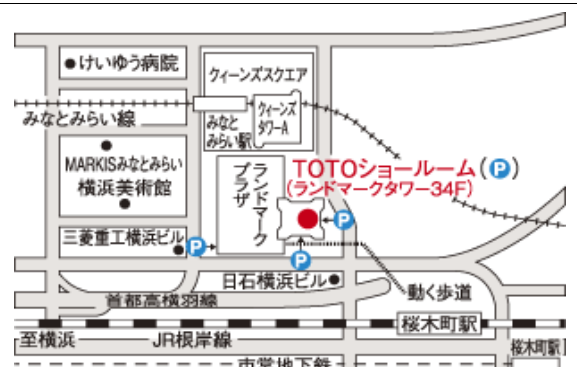 けいゆう病院
クィーンズスクエア
みなとみらい線
みなと
みらい駅
クィーンズ
タワーA
MARKISみなとみらい
横浜美術館
ランドマーク
プラザ
TOTOショールーム(P)
(ランドマークタワー34F)
P
三菱重工横浜ビル
P
P
日石横浜ビル
動く歩道
首都高横羽線
桜木町駅
至横浜
JR根岸線
桜木町駅
市営地下鉄